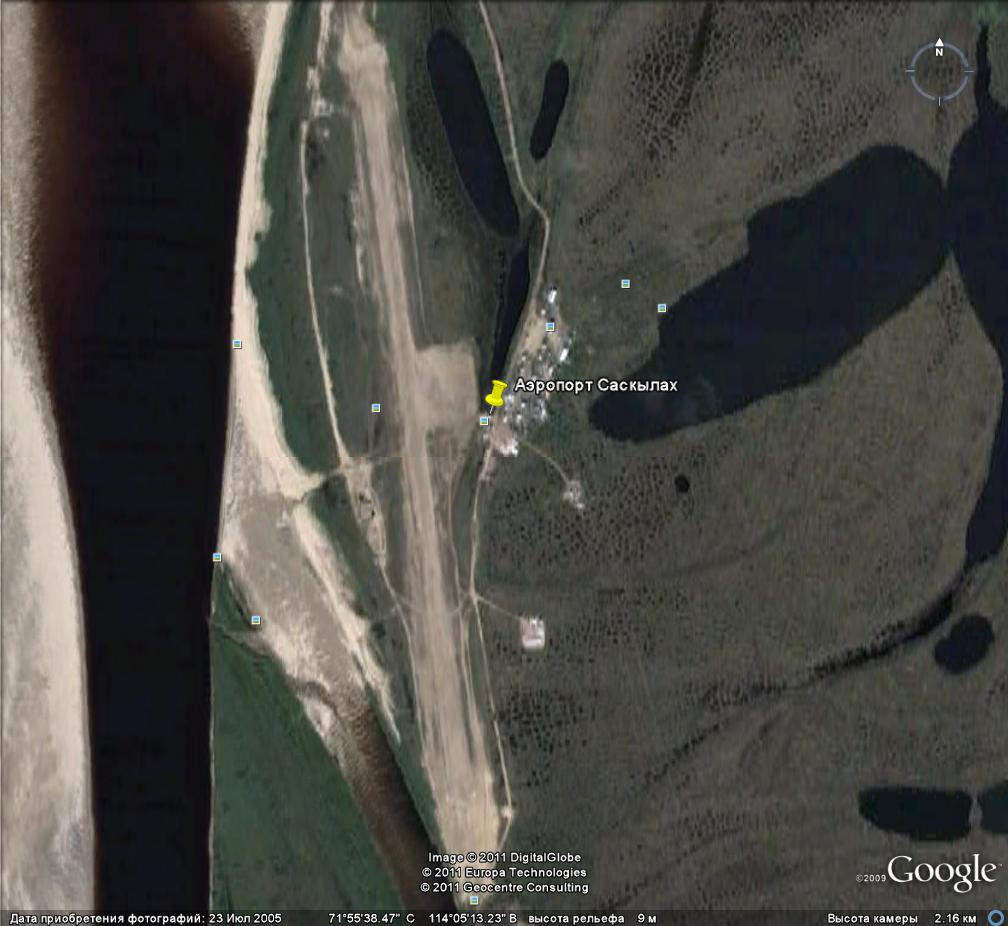 N
Аэропорт Саскылах
Image © 2011 DigitalGlobe
© 2011 Europa Technologies
© 2011 Geocentre Consulting
©2009 Google
Дата приобретения фотографий: 23 Июл 2005 71°55'38.47" С 114°05'13.23" В высота рельефа 9 м Высота камеры 2.16 км